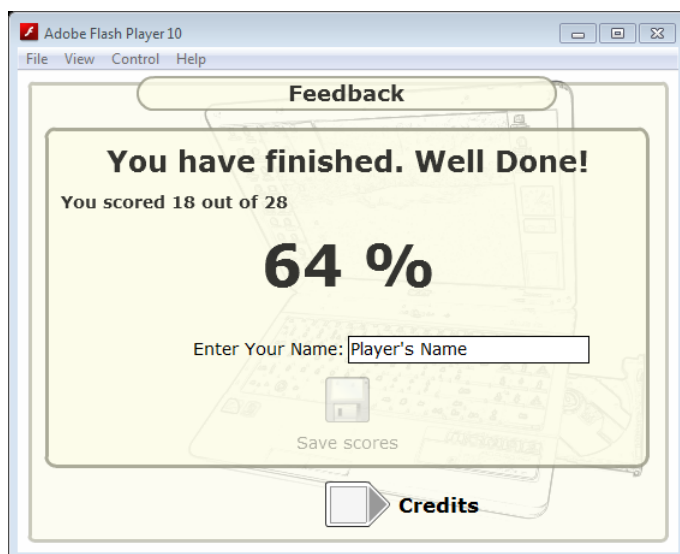 Adobe Flash Player 10
File View Control Help
Feedback
You have finished. Well Done!
You scored 18 out of 28
64 %
Enter Your Name: Player's Name
Save scores
Credits